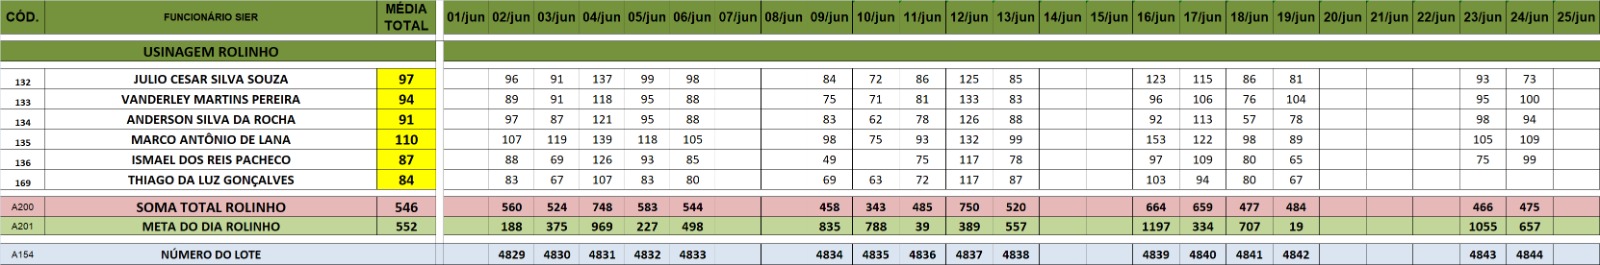 CÓD. FUNCIONÁRIO SIER MÉDIA TOTAL 01/jun 02/jun 03/jun 04/jun 05/jun 06/jun 07/jun 08/jun 09/jun 10/jun 11/jun 12/jun 13/jun 14/jun 15/jun 16/jun 17/jun 18/jun 19/jun 20/jun 21/jun 22/jun 23/jun 24/jun 25/jun
USINAGEM ROLINHO
132 JULIO CESAR SILVA SOUZA 97 96 91 137 99 98 84 72 86 125 85 123 115 86 81 93 73
133 VANDERLEY MARTINS PEREIRA 94 89 91 118 95 88 75 71 81 133 83 96 106 76 104 95 100
134 ANDERSON SILVA DA ROCHA 91 97 87 121 95 88 83 62 78 126 88 92 113 57 78 98 94
135 MARCO ANTÔNIO DE LANA 110 107 119 139 118 105 98 75 93 132 99 153 122 98 89 105 109
136 ISMAEL DOS REIS PACHECO 87 88 69 126 93 85 49 75 117 78 97 109 80 65 75 99
169 THIAGO DA LUZ GONÇALVES 84 83 67 107 83 80 69 63 72 117 87 103 94 80 67
A200 SOMA TOTAL ROLINHO 546 560 524 748 583 544 458 343 485 750 520 664 659 477 484 466 475
A201 META DO DIA ROLINHO 552 188 375 969 227 498 835 788 39 389 557 1197 334 707 19 1055 657
A154 NÚMERO DO LOTE 4829 4830 4831 4832 4833 4834 4835 4836 4837 4838 4839 4840 4841 4842 4843 4844